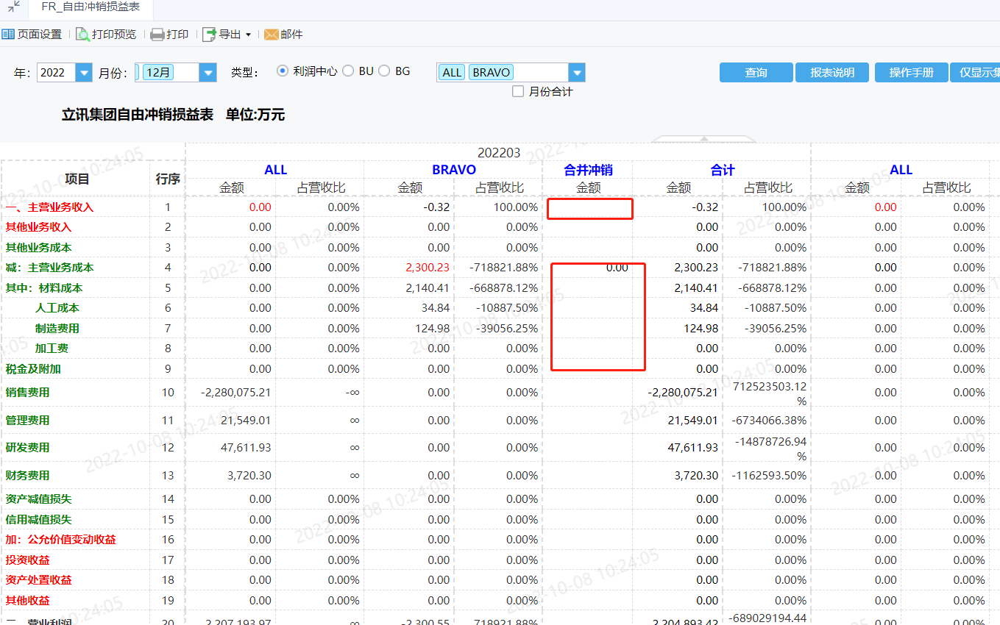 FR_自由冲销损益表
页面设置 打印预览 打印 导出 邮件
年: 2022 月份: 12月 类型: 利润中心 BU BG ALL BRAVO 查询 报表说明 操作手册 仅显示集
月份合计
立讯集团自由冲销损益表 单位:万元
202203
项目 行序 ALL BRAVO 合并冲销 合计 ALL
金额 占营收比 金额 占营收比 金额 金额 占营收比 金额 占营收比
一、主营业务收入 1 0.00 0.00% -0.32 100.00% -0.32 100.00% 0.00 0.00%
其他业务收入 2 0.00 0.00% 0.00 0.00% 0.00 0.00% 0.00 0.00%
其他业务成本 3 0.00 0.00% 0.00 0.00% 0.00 0.00% 0.00 0.00%
减: 主营业务成本 4 0.00 0.00% 2,300.23 -718821.88% 0.00 2,300.23 -718821.88% 0.00 0.00%
其中: 材料成本 5 0.00 0.00% 2,140.41 -668878.12% 2,140.41 -668878.12% 0.00 0.00%
人工成本 6 0.00 0.00% 34.84 -10887.50% 34.84 -10887.50% 0.00 0.00%
制造费用 7 0.00 0.00% 124.98 -39056.25% 124.98 -39056.25% 0.00 0.00%
加工费 8 0.00 0.00% 0.00 0.00% 0.00 0.00% 0.00 0.00%
税金及附加 9 0.00 0.00% 0.00 0.00% 0.00 0.00% 0.00 0.00%
销售费用 10 -2,280,075.21 -∞ 0.00 0.00% -2,280,075.21 712523503.12% 0.00 0.00%
管理费用 11 21,549.01 ∞ 0.00 0.00% 21,549.01 -6734066.38% 0.00 0.00%
研发费用 12 47,611.93 ∞ 0.00 0.00% 47,611.93 -14878726.94% 0.00 0.00%
财务费用 13 3,720.30 ∞ 0.00 0.00% 3,720.30 -1162593.50% 0.00 0.00%
资产减值损失 14 0.00 0.00% 0.00 0.00% 0.00 0.00% 0.00 0.00%
信用减值损失 15 0.00 0.00% 0.00 0.00% 0.00 0.00% 0.00 0.00%
加: 公允价值变动收益 16 0.00 0.00% 0.00 0.00% 0.00 0.00% 0.00 0.00%
投资收益 17 0.00 0.00% 0.00 0.00% 0.00 0.00% 0.00 0.00%
资产处置收益 18 0.00 0.00% 0.00 0.00% 0.00 0.00% 0.00 0.00%
其他收益 19 0.00 0.00% 0.00 0.00% 0.00 0.00% 0.00 0.00%
二、营业利润 20 2,207,193.97 ∞ -2,300.55 718921.88% 2,204,893.42 -689029194.44 0.00 0.00%
2022-10-08 10:24:05